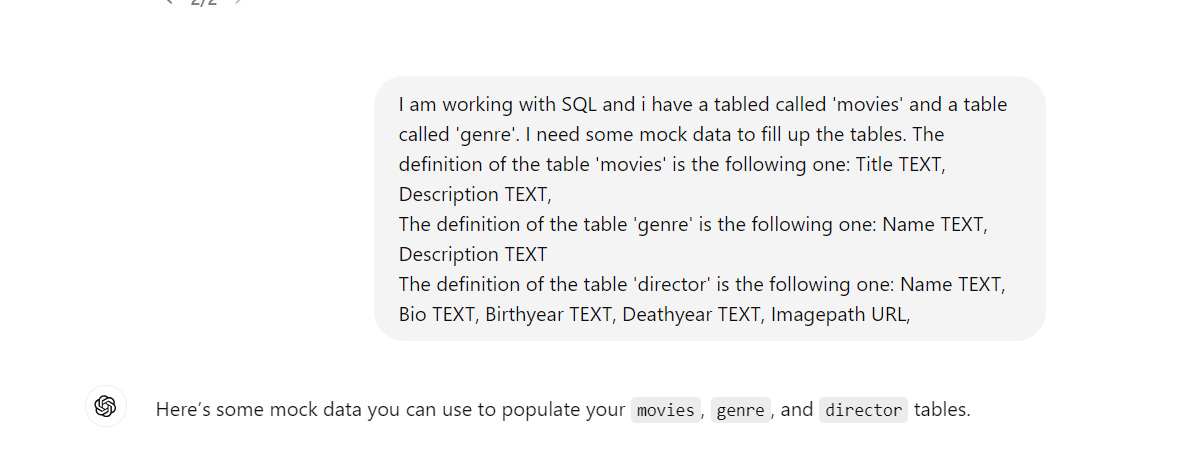 2/2
I am working with SQL and i have a tabled called 'movies' and a table
called 'genre'. I need some mock data to fill up the tables. The
definition of the table 'movies' is the following one: Title TEXT,
Description TEXT,
The definition of the table 'genre' is the following one: Name TEXT,
Description TEXT
The definition of the table 'director' is the following one: Name TEXT,
Bio TEXT, Birthyear TEXT, Deathyear TEXT, Imagepath URL,
Here's some mock data you can use to populate your movies, genre, and director tables.